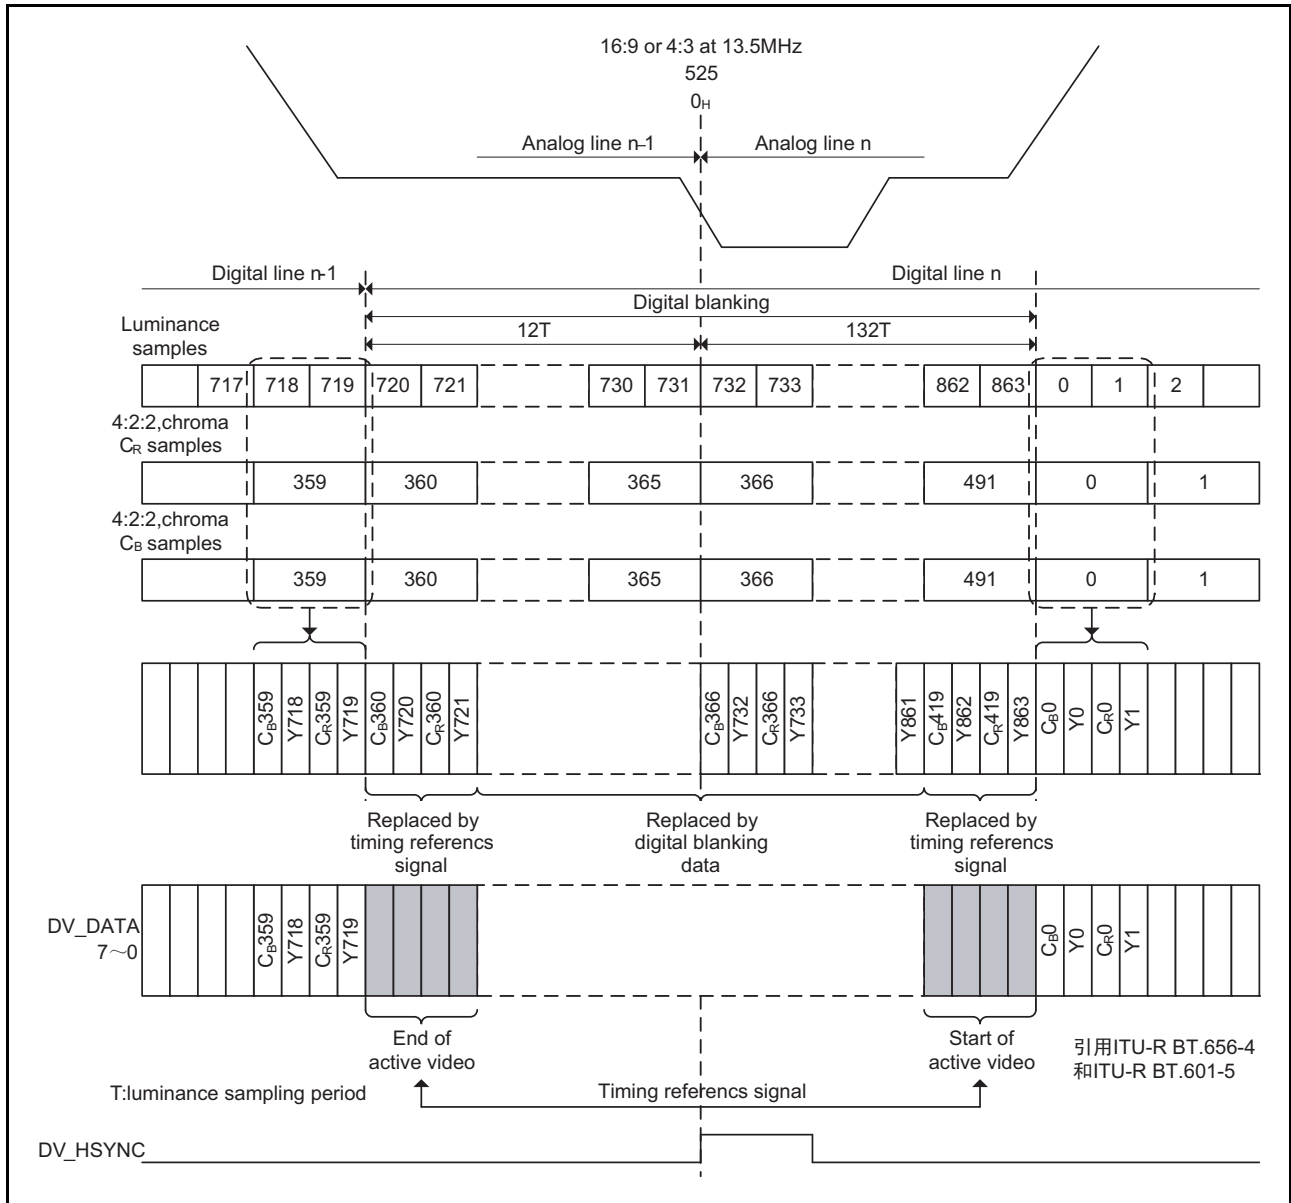 16:9 or 4:3 at 13.5MHz
525
0H
Analog line n-1
Analog line n
Digital line n-1
Digital line n
Digital blanking
12T
132T
Luminance
samples
717 718 719 720 721 730 731 732 733 862 863 0 1 2
4:2:2,chroma
CR samples
359 360 365 366 491 0 1
4:2:2,chroma
CB samples
359 360 365 366 491 0 1
CB359 Y718 CR359 Y719 CB360 Y720 CR360 Y721 CB366 Y732 CR366 Y733 Y861 CB419 Y862 CR419 Y863 CB0 Y0 CR0 Y1
Replaced by
timing referencs
signal
Replaced by
digital blanking
data
Replaced by
timing referencs
signal
DV_DATA
7～0
CB359 Y718 CR359 Y719 CB0 Y0 CR0 Y1
End of
active video
Start of
active video
引用ITU-R BT.656-4
和ITU-R BT.601-5
T:luminance sampling period
Timing referencs signal
DV_HSYNC